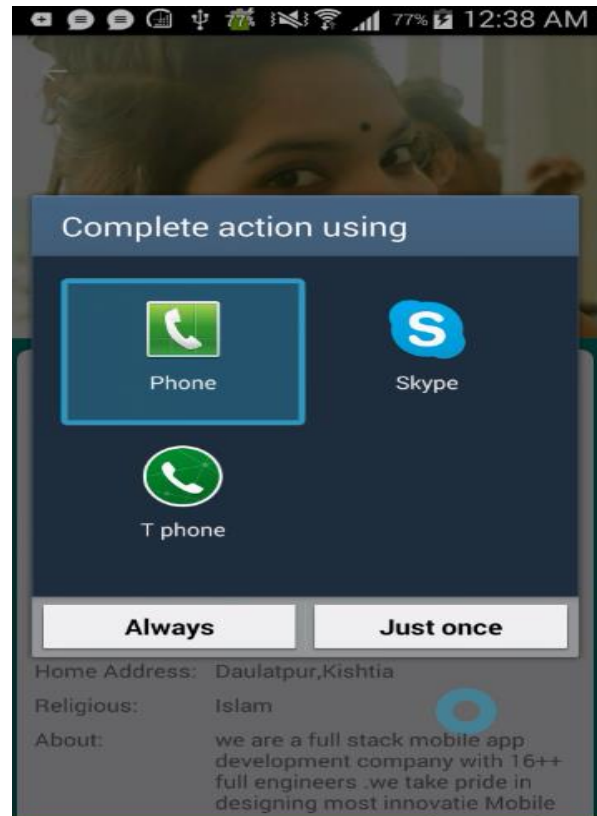 77% 77% 12:38 AM
Complete action using
Phone Skype
T phone
Always Just once
Home Address: Daulatpur,Kishtia
Religious: Islam
About: we are a full stack mobile app
development company with 16++
full engineers .we take pride in
designing most innovatie Mobile